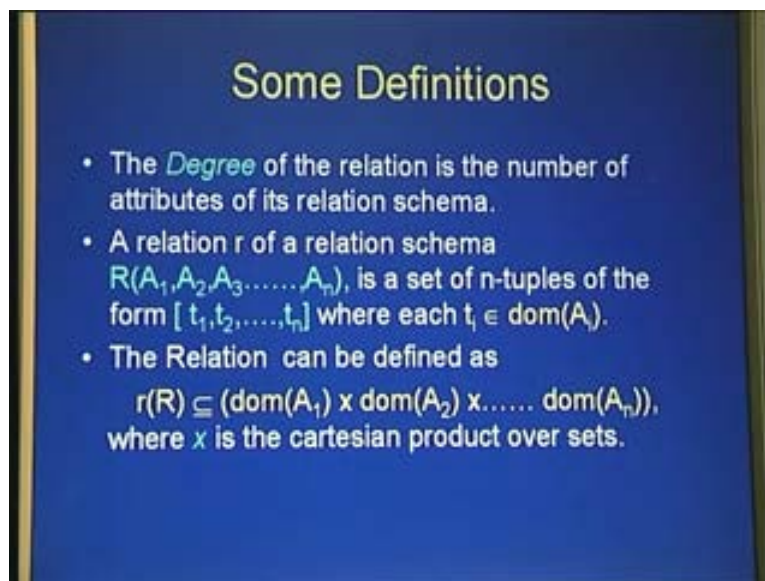 Some Definitions
• The Degree of the relation is the number of
attributes of its relation schema.
• A relation r of a relation schema
R(A₁,A₂,A₃......,Aₙ), is a set of n-tuples of the
form [ t₁,t₂,....,tₙ] where each tᵢ ∈ dom(Aᵢ).
• The Relation can be defined as
r(R) ⊆ (dom(A₁) x dom(A₂) x...... dom(Aₙ)),
where x is the cartesian product over sets.